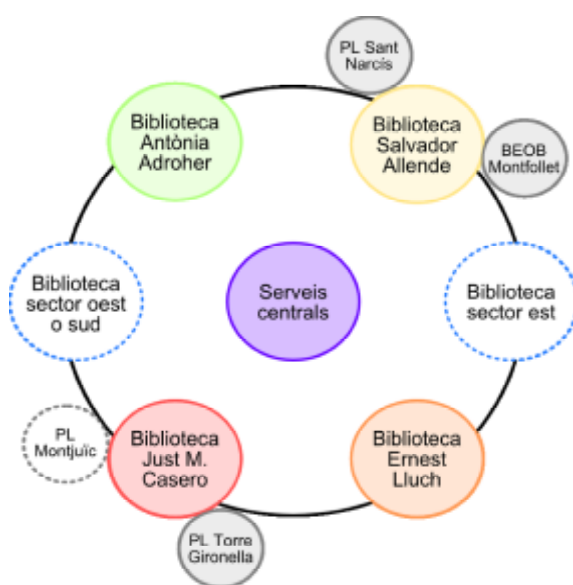 PL Sant
Narcís
Biblioteca
Antònia
Adroher
Biblioteca
Salvador
Allende
BEOB
Montfollet
Biblioteca
sector oest
o sud
Serveis
centrals
Biblioteca
sector est
PL
Montjuïc
Biblioteca
Just M.
Casero
Biblioteca
Ernest
Lluch
PL Torre
Gironella